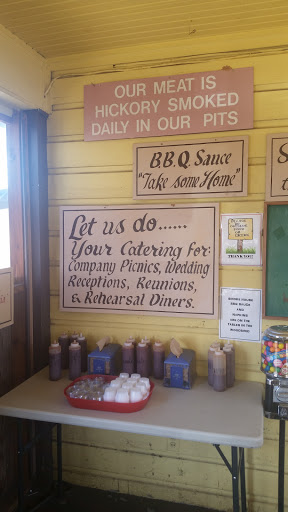 OUR MEAT IS
HICKORY SMOKED
DAILY IN OUR PITS
B.B.Q. Sauce
"Take some Home"
Let us do......
Your Catering for:
Company Picnics, Wedding
Receptions, Reunions,
& Rehearsal Diners.
THANK YOU!